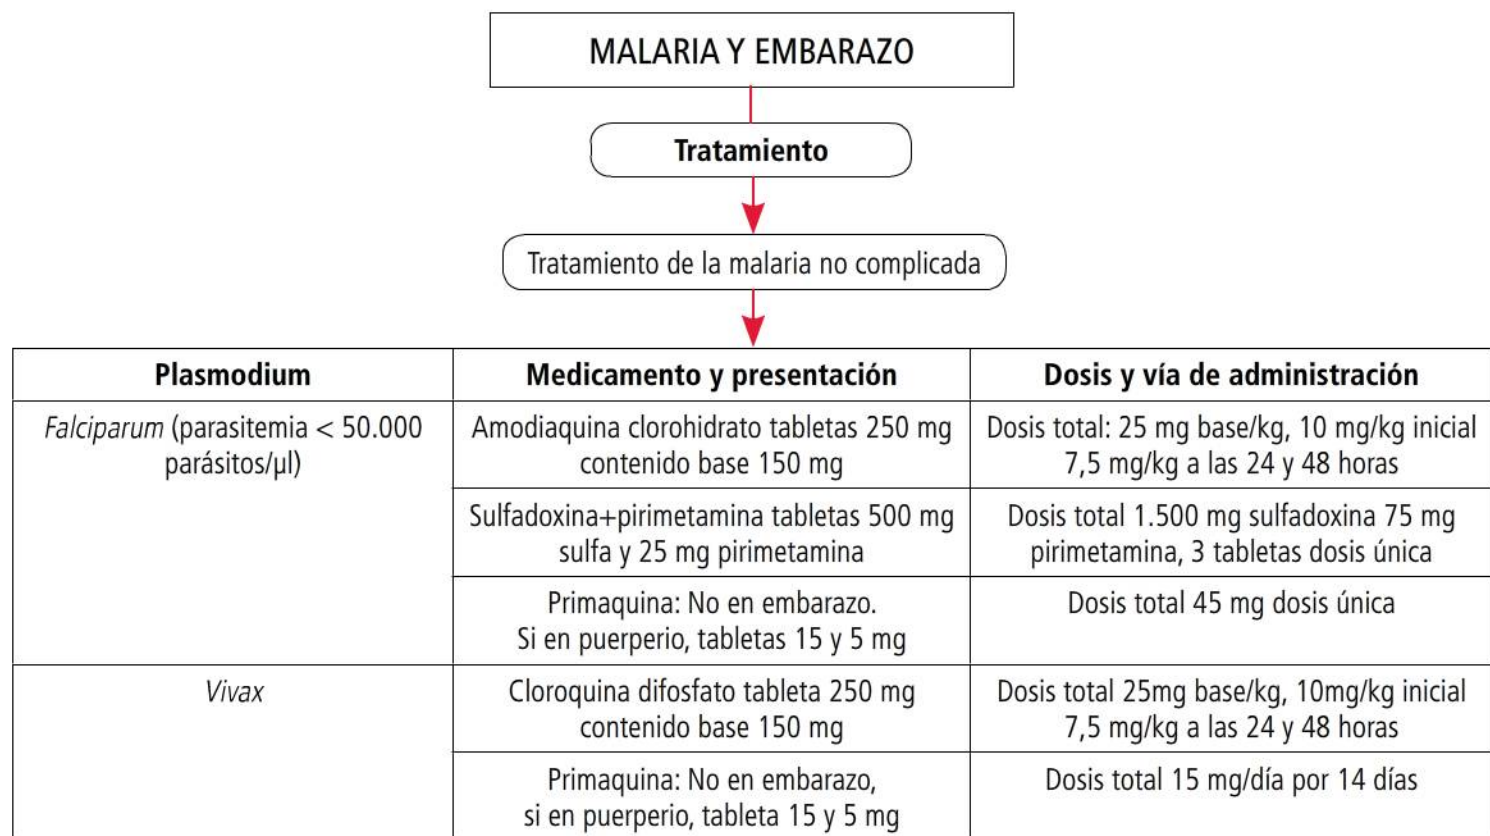 MALARIA Y EMBARAZO
Tratamiento
Tratamiento de la malaria no complicada
Plasmodium
Medicamento y presentación
Dosis y vía de administración
Falciparum (parasitemia < 50.000
parásitos/µl)
Amodiaquina clorohidrato tabletas 250 mg
contenido base 150 mg
Dosis total: 25 mg base/kg, 10 mg/kg inicial
7,5 mg/kg a las 24 y 48 horas
Sulfadoxina+pirimetamina tabletas 500 mg
sulfa y 25 mg pirimetamina
Dosis total 1.500 mg sulfadoxina 75 mg
pirimetamina, 3 tabletas dosis única
Primaquina: No en embarazo.
Si en puerperio, tabletas 15 y 5 mg
Dosis total 45 mg dosis única
Vivax
Cloroquina difosfato tableta 250 mg
contenido base 150 mg
Dosis total 25mg base/kg, 10mg/kg inicial
7,5 mg/kg a las 24 y 48 horas
Primaquina: No en embarazo,
si en puerperio, tableta 15 y 5 mg
Dosis total 15 mg/día por 14 días